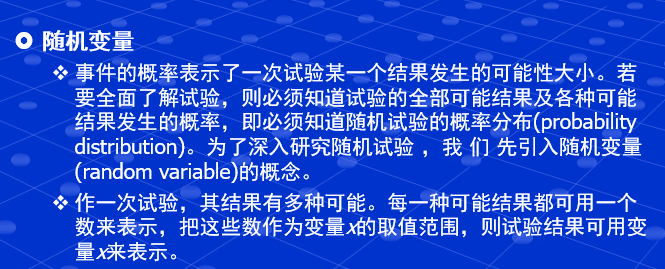 随机变量
事件的概率表示了一次试验某一个结果发生的可能性大小。若
要全面了解试验，则必须知道试验的全部可能结果及各种可能
结果发生的概率，即必须知道随机试验的概率分布(probability
distribution)。为了深入研究随机试验 ，我 们 先引入随机变量
(random variable)的概念。
作一次试验，其结果有多种可能。每一种可能结果都可用一个
数来表示，把这些数作为变量x的取值范围，则试验结果可用变
量x来表示。